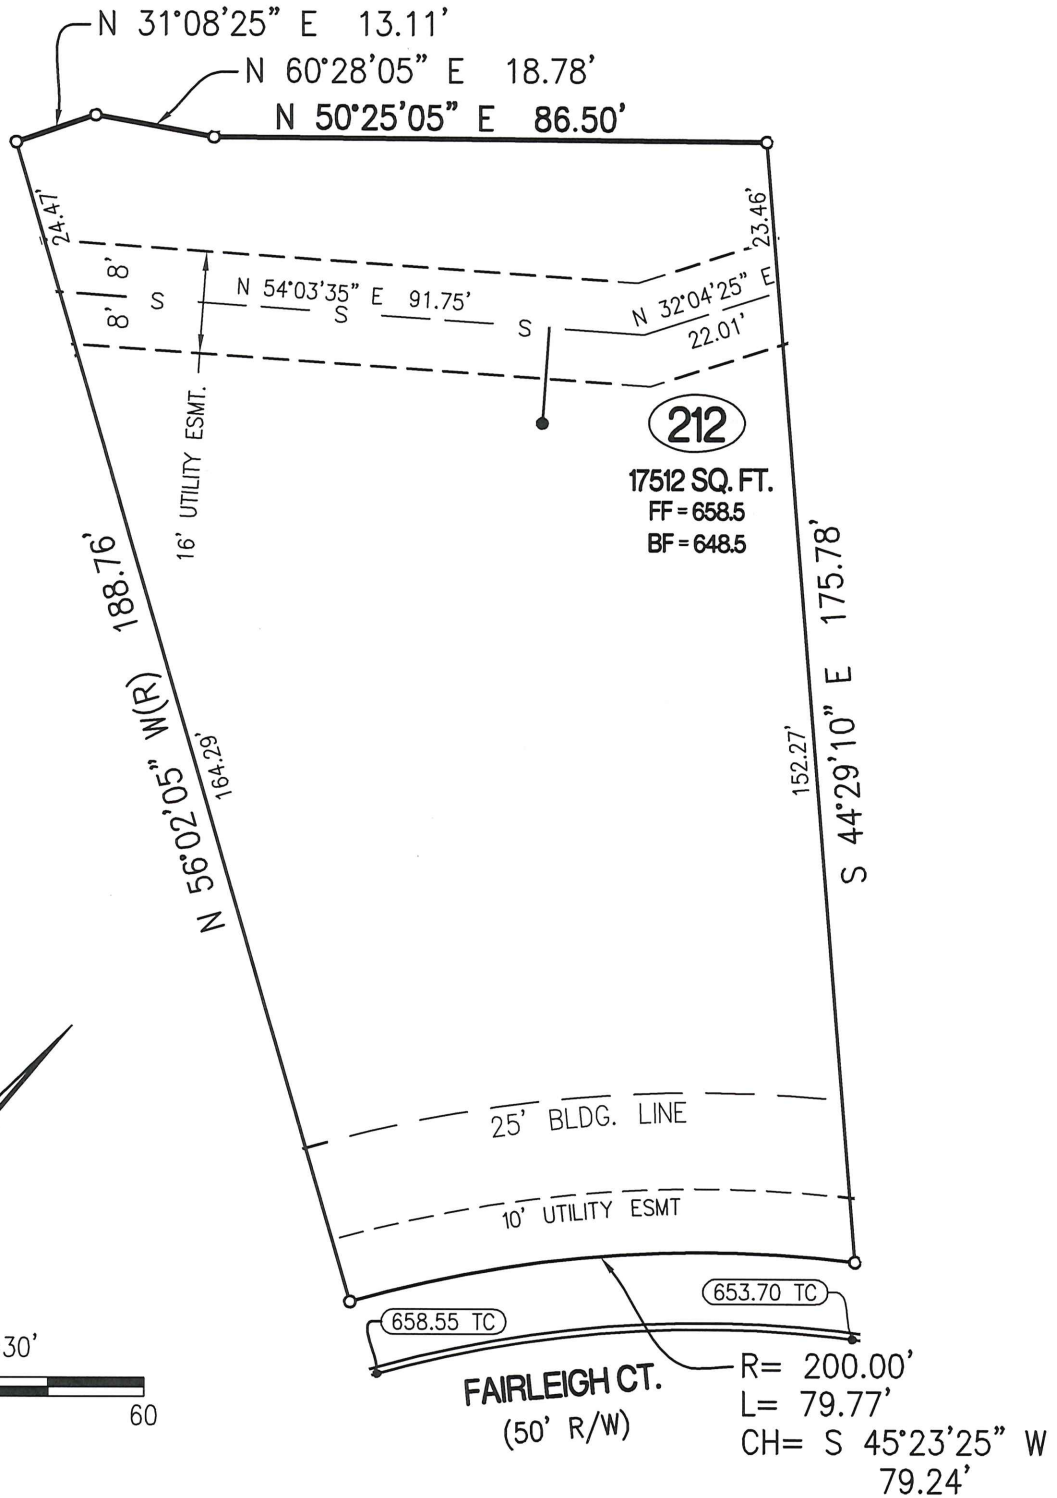 N 31°08'25" E 13.11'
N 60°28'05" E 18.78'
N 50°25'05" E 86.50'
24.47'
23.46'
8'
8'
S
N 54°03'35" E 91.75'
S
S
N 32°04'25" E
22.01'
16' UTILITY ESMT.
212
17512 SQ. FT.
FF = 658.5
BF = 648.5
N 56°02'05" W(R) 188.76'
164.29'
S 44°29'10" E 175.78'
152.27'
25' BLDG. LINE
10' UTILITY ESMT
653.70 TC
658.55 TC
30'
60
FAIRLEIGH CT.
(50' R/W)
R= 200.00'
L= 79.77'
CH= S 45°23'25" W
79.24'